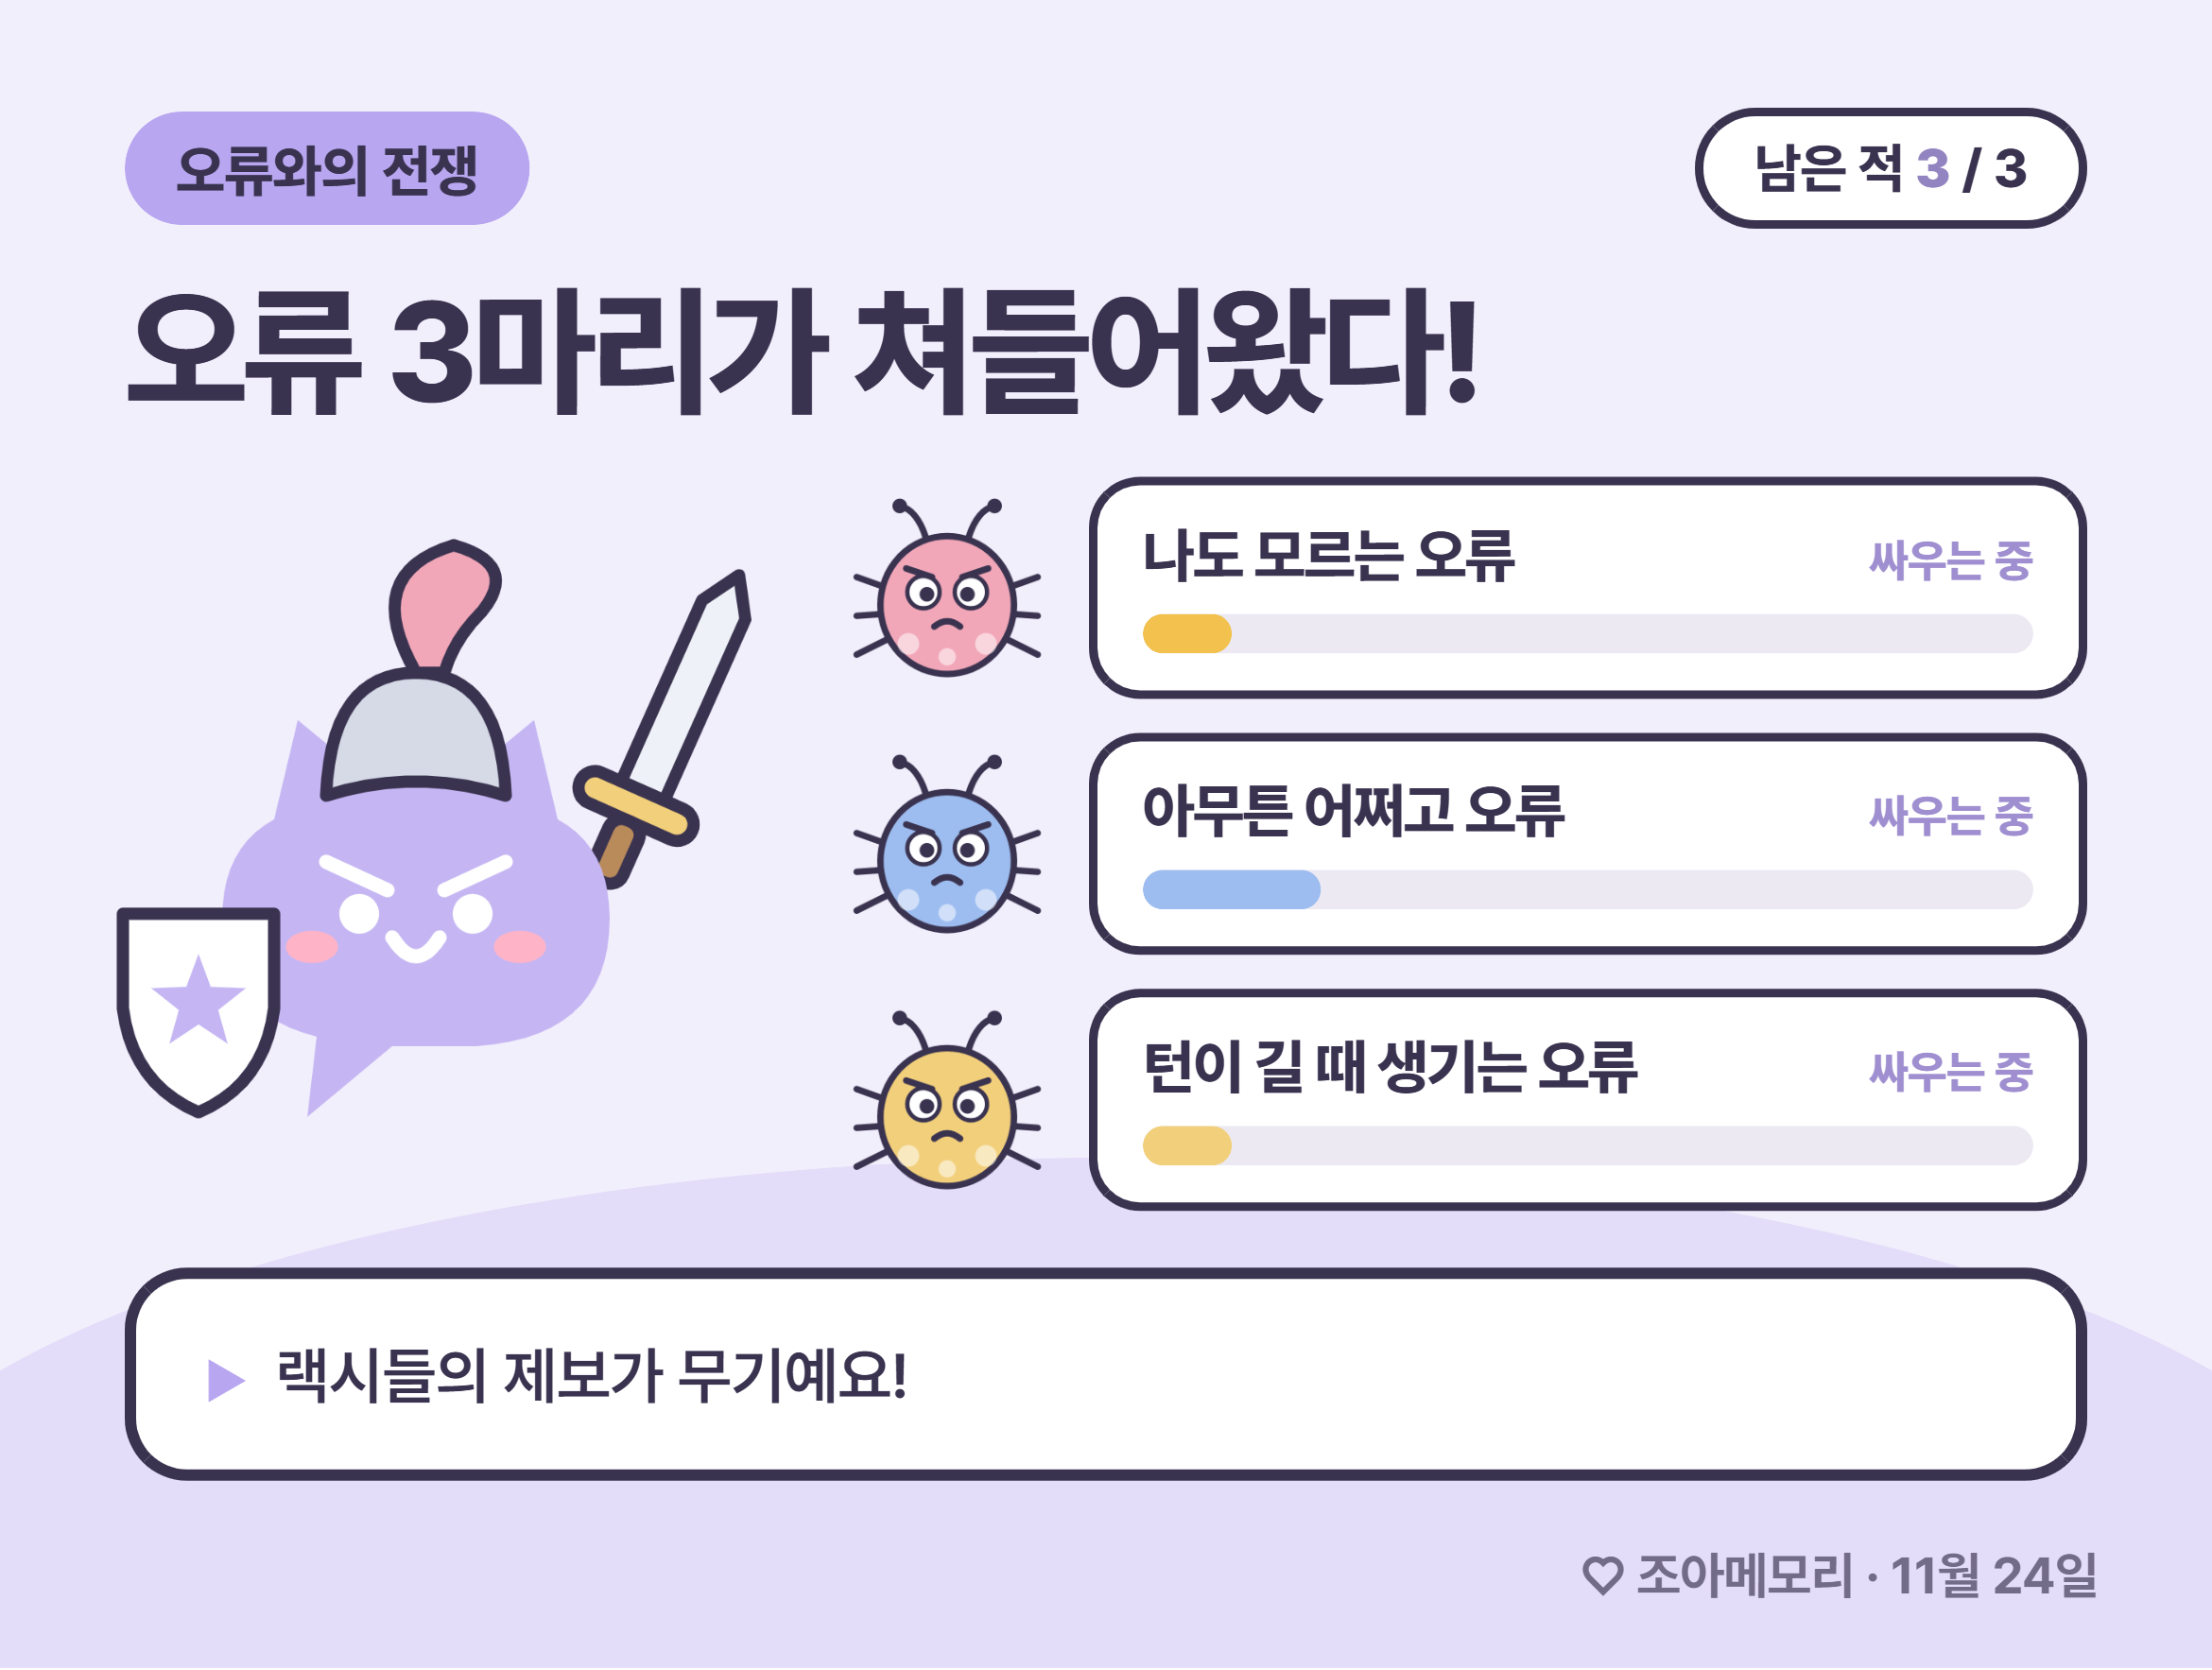 오류와의 전쟁
남은 적 3 / 3
오류 3마리가 쳐들어왔다!
나도 모르는 오류
싸우는 중
아무튼 어쩌고 오류
싸우는 중
턴이 길 때 생기는 오류
싸우는 중
▶ 랙시들의 제보가 무기예요!
♡ 조아메모리 · 11월 24일